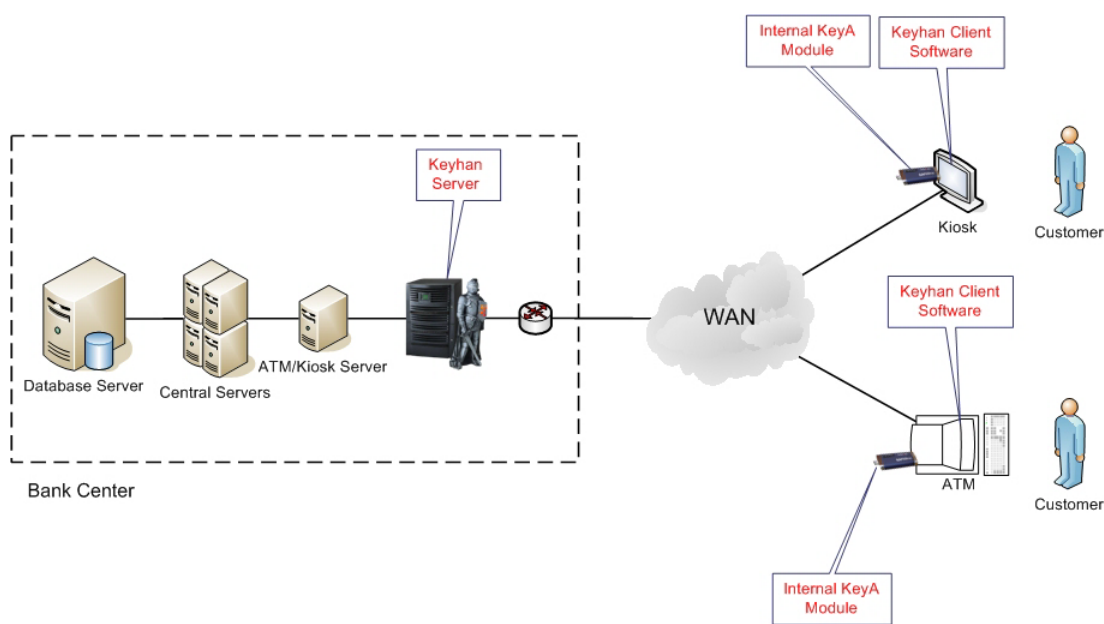 Internal KeyA
Module
Keyhan Client
Software
Keyhan
Server
Kiosk
Customer
Keyhan Client
Software
WAN
Database Server
Central Servers
ATM/Kiosk Server
Bank Center
ATM
Customer
Internal KeyA
Module